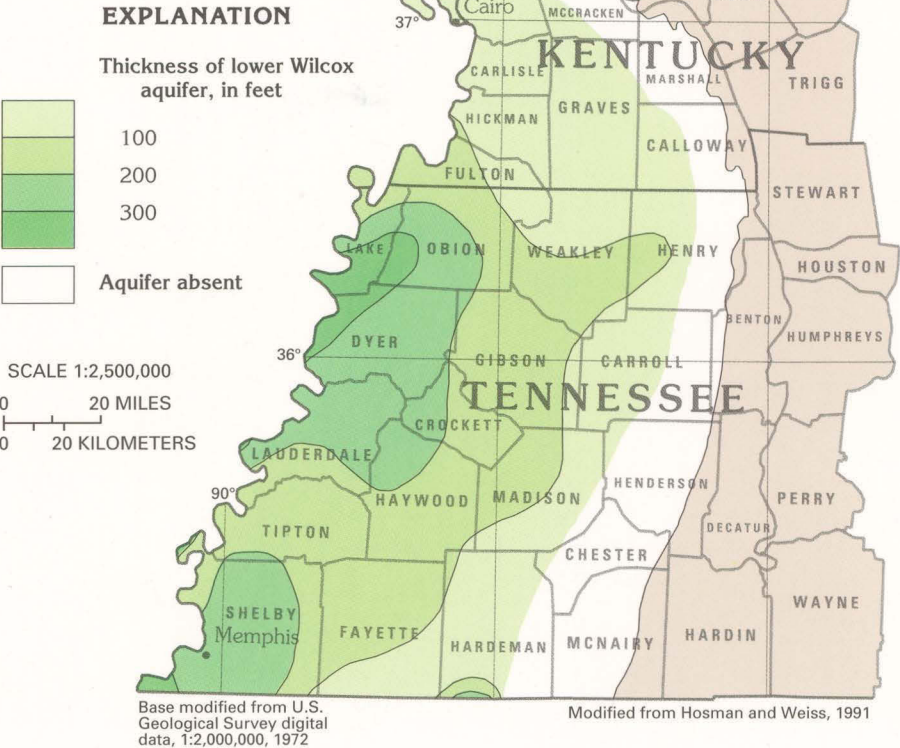 EXPLANATION
Thickness of lower Wilcox
aquifer, in feet
100
200
300
Aquifer absent
SCALE 1:2,500,000
0 20 MILES
0 20 KILOMETERS
37°
Cairo
MCCRACKEN
KENTUCKY
CARLISLE
MARSHALL
TRIGG
GRAVES
HICKMAN
CALLOWAY
FULTON
STEWART
LAKE
OBION
WEAKLEY
HENRY
HOUSTON
BENTON
HUMPHREYS
DYER
36°
GIBSON
CARROLL
TENNESSEE
CROCKETT
LAUDERDALE
HENDERSON
90°
HAYWOOD
MADISON
PERRY
DECATUR
TIPTON
CHESTER
WAYNE
SHELBY
Memphis
FAYETTE
HARDEMAN
MCNAIRY
HARDIN
Base modified from U.S.
Geological Survey digital
data, 1:2,000,000, 1972
Modified from Hosman and Weiss, 1991